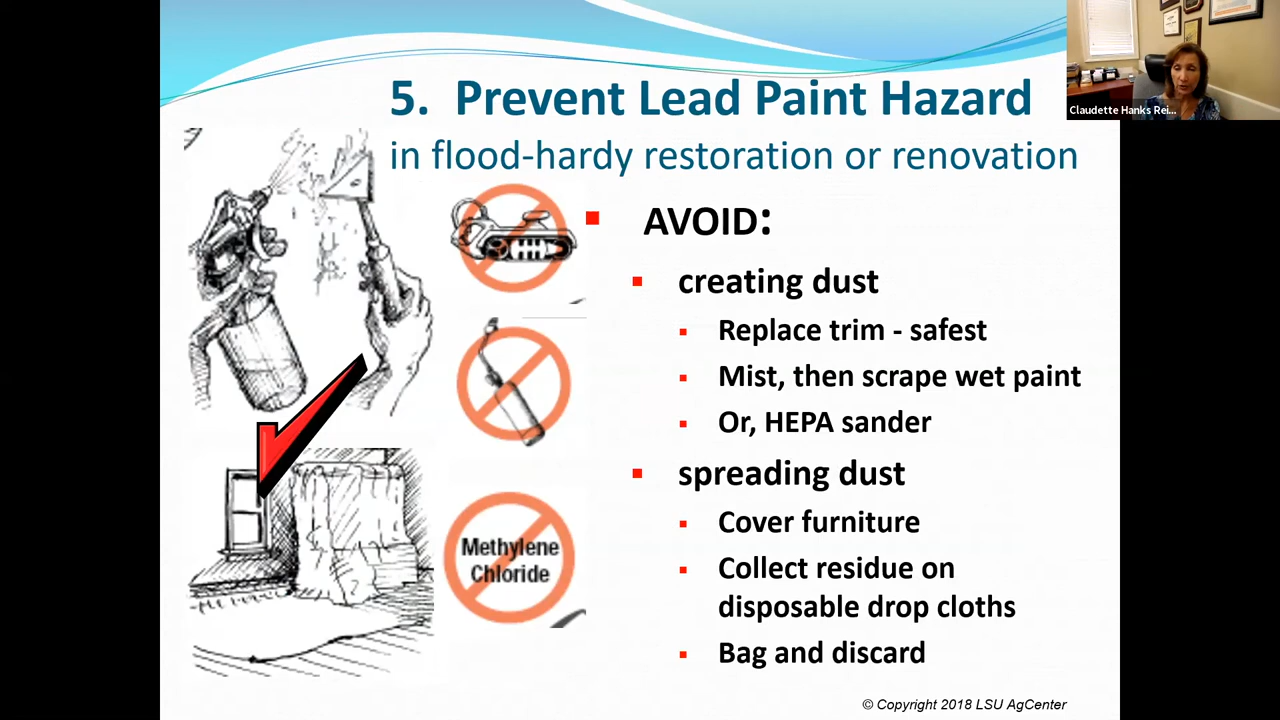 Claudette Hanks Rei...
5. Prevent Lead Paint Hazard
in flood-hardy restoration or renovation
AVOID:
creating dust
Replace trim - safest
Mist, then scrape wet paint
Or, HEPA sander
spreading dust
Cover furniture
Collect residue on
disposable drop cloths
Bag and discard
Methylene
Chloride
© Copyright 2018 LSU AgCenter